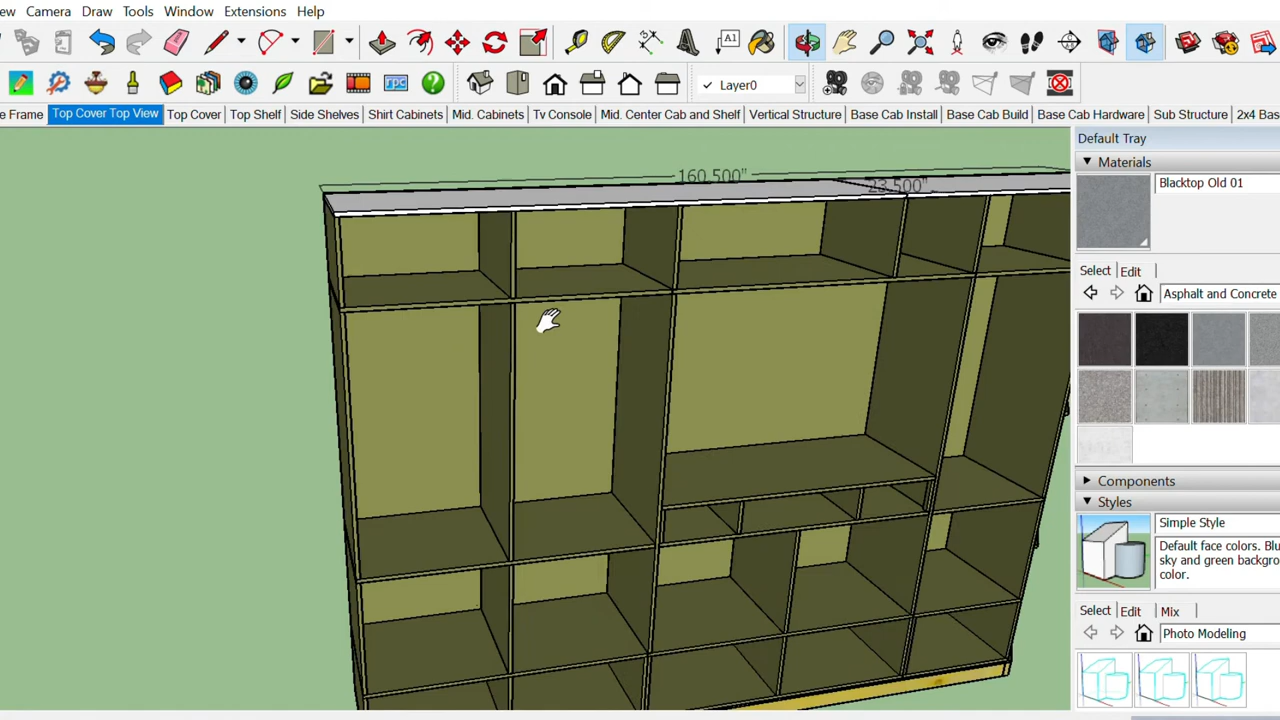 ew Camera Draw Tools Window Extensions Help
A1
Layer0
rpc
e Frame Top Cover Top View Top Cover Top Shelf Side Shelves Shirt Cabinets Mid. Cabinets Tv Console Mid. Center Cab and Shelf Vertical Structure Base Cab Install Base Cab Build Base Cab Hardware Sub Structure 2x4 Bas
Default Tray
Materials
Blacktop Old 01
Select Edit
Asphalt and Concrete
Components
Styles
Simple Style
Default face colors. Blu
sky and green backgro
color.
Select Edit Mix
Photo Modeling
160.500"
23.500"